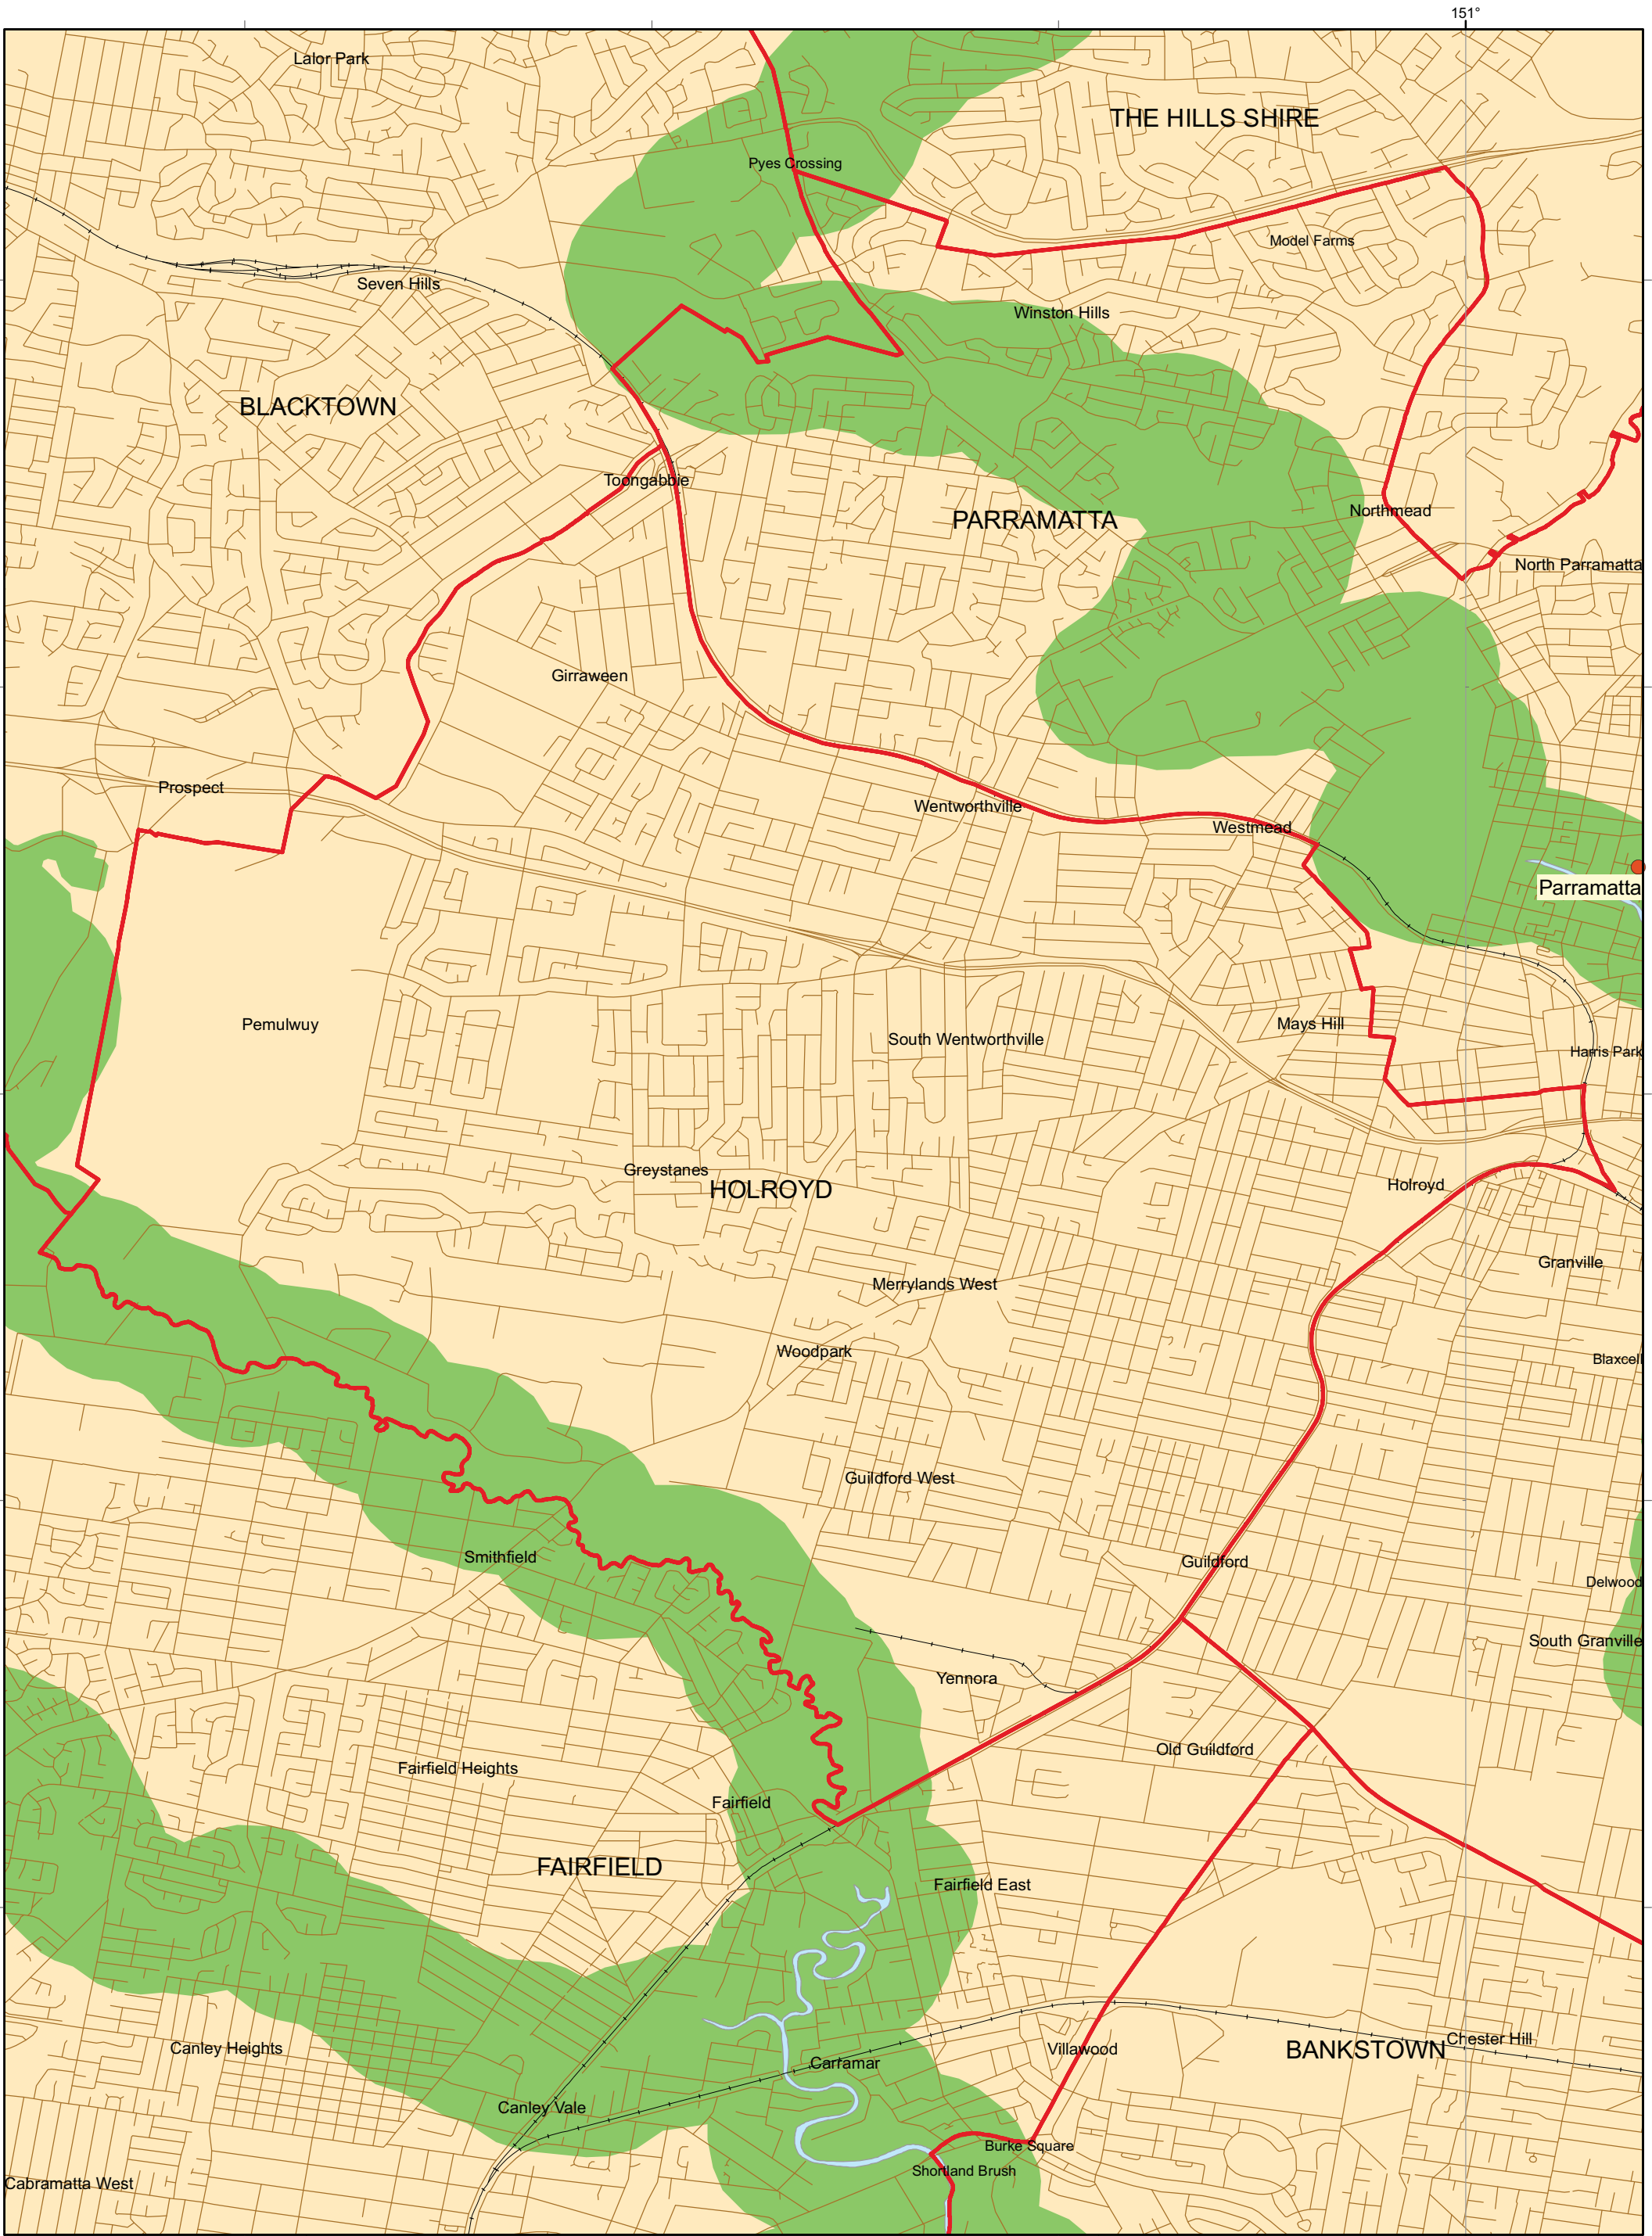 151°
Lalor Park
THE HILLS SHIRE
Pyes Crossing
Model Farms
Seven Hills
Winston Hills
BLACKTOWN
Toongabbie
Northmead
PARRAMATTA
North Parramatta
Girraween
Prospect
Wentworthville
Westmead
Parramatta
Pemulwuy
Mays Hill
South Wentworthville
Harris Park
Greystanes
HOLROYD
Holroyd
Granville
Merrylands West
Woodpark
Blaxcell
Guildford West
Smithfield
Guildford
Delwood
South Granville
Yennora
Old Guildford
Fairfield Heights
Fairfield
FAIRFIELD
Fairfield East
Chester Hill
Canley Heights
Villawood
BANKSTOWN
Carramar
Canley Vale
Burke Square
Shortland Brush
Cabramatta West